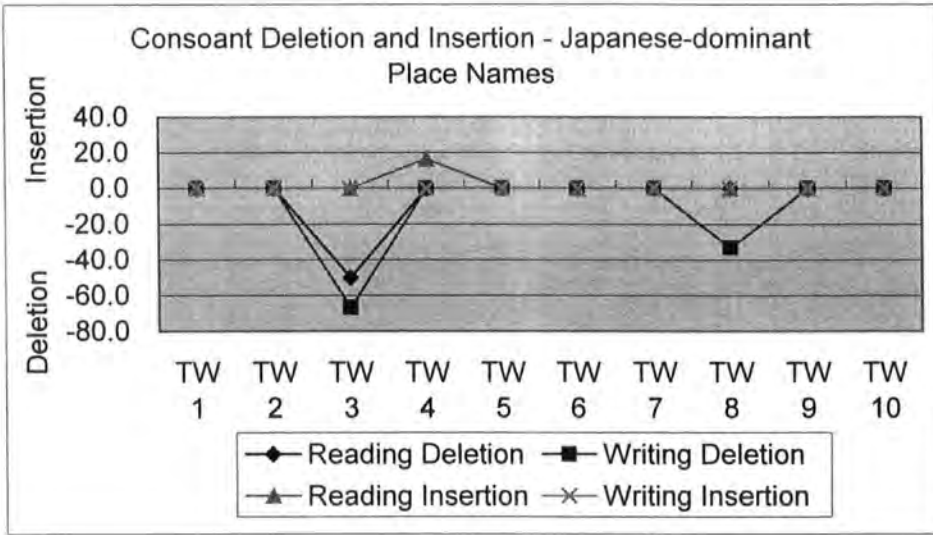 Consoant Deletion and Insertion - Japanese-dominant
Place Names
Insertion
Deletion
40.0
20.0
0.0
-20.0
-40.0
-60.0
-80.0
TW 1
TW 2
TW 3
TW 4
TW 5
TW 6
TW 7
TW 8
TW 9
TW 10
Reading Deletion
Writing Deletion
Reading Insertion
Writing Insertion